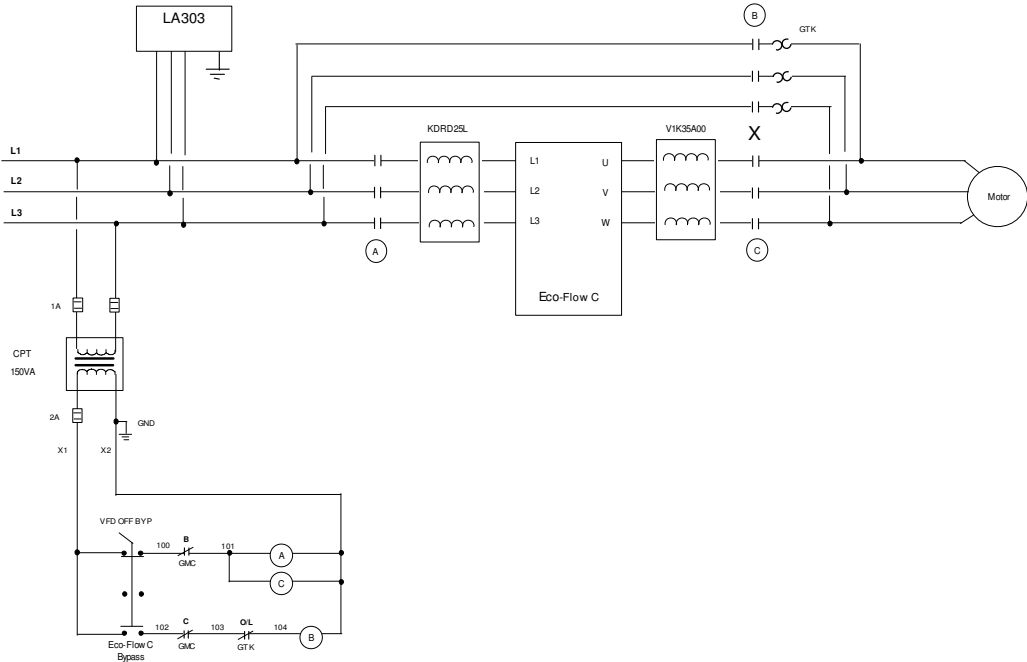 LA303
B
GTK
KDRD25L
V1K35A00
X
L1
L1
U
L2
L2
V
Motor
L3
L3
W
A
C
Eco-Flow C
1A
CPT
150VA
2A
GND
X1
X2
VFD OFF BYP
100
B
101
GMC
A
C
102
C
103
O/L
104
GMC
GTK
B
Eco-Flow C
Bypass